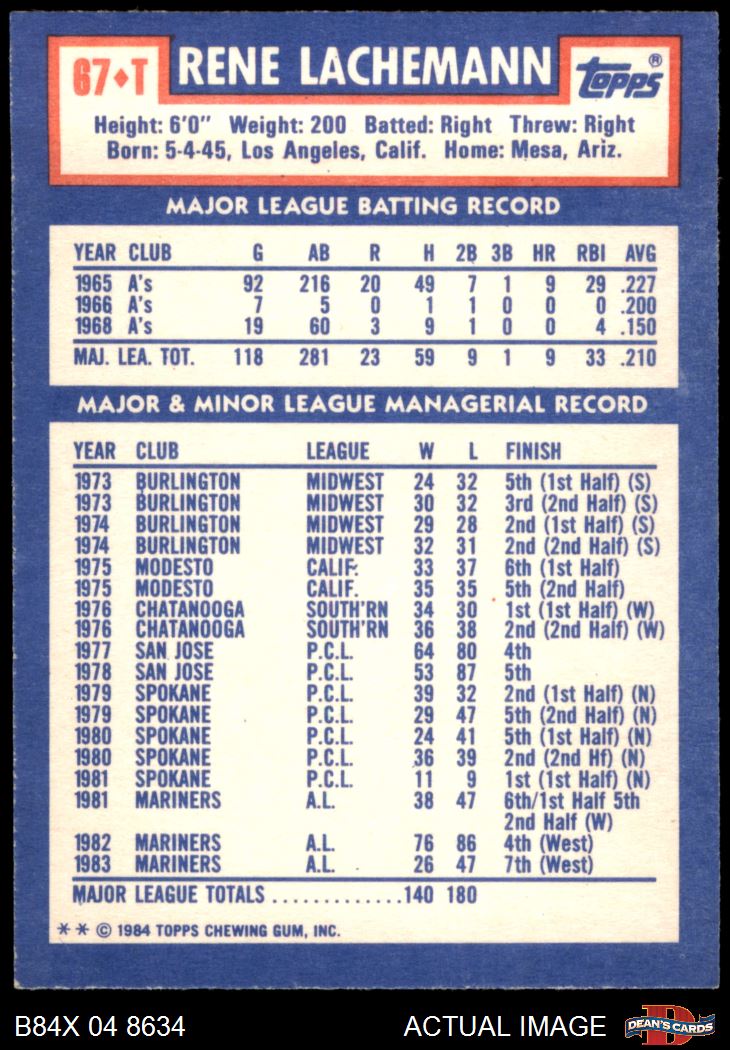 67♦T RENE LACHEMANN Topps®
Height: 6'0" Weight: 200 Batted: Right Threw: Right
Born: 5-4-45, Los Angeles, Calif. Home: Mesa, Ariz.
MAJOR LEAGUE BATTING RECORD
YEAR CLUB G AB R H 2B 3B HR RBI AVG
1965 A's 92 216 20 49 7 1 9 29 .227
1966 A's 7 5 0 1 1 0 0 0 .200
1968 A's 19 60 3 9 1 0 0 4 .150
MAJ. LEA. TOT. 118 281 23 59 9 1 9 33 .210
MAJOR & MINOR LEAGUE MANAGERIAL RECORD
YEAR CLUB LEAGUE W L FINISH
1973 BURLINGTON MIDWEST 24 32 5th (1st Half) (S)
1973 BURLINGTON MIDWEST 30 32 3rd (2nd Half) (S)
1974 BURLINGTON MIDWEST 29 28 2nd (1st Half) (S)
1974 BURLINGTON MIDWEST 32 31 2nd (2nd Half) (S)
1975 MODESTO CALIF. 33 37 6th (1st Half)
1975 MODESTO CALIF. 35 35 5th (2nd Half)
1976 CHATANOOGA SOUTH'RN 34 30 1st (1st Half) (W)
1976 CHATANOOGA SOUTH'RN 36 38 2nd (2nd Half) (W)
1977 SAN JOSE P.C.L. 64 80 4th
1978 SAN JOSE P.C.L. 53 87 5th
1979 SPOKANE P.C.L. 39 32 2nd (1st Half) (N)
1979 SPOKANE P.C.L. 29 47 5th (2nd Half) (N)
1980 SPOKANE P.C.L. 24 41 5th (1st Half) (N)
1980 SPOKANE P.C.L. 36 39 2nd (2nd Hf) (N)
1981 SPOKANE P.C.L. 11 9 1st (1st Half) (N)
1981 MARINERS A.L. 38 47 6th/1st Half 5th
2nd Half (W)
1982 MARINERS A.L. 76 86 4th (West)
1983 MARINERS A.L. 26 47 7th (West)
MAJOR LEAGUE TOTALS .............140 180
** © 1984 TOPPS CHEWING GUM, INC.
B84X 04 8634 ACTUAL IMAGE D DEAN'S CARDS